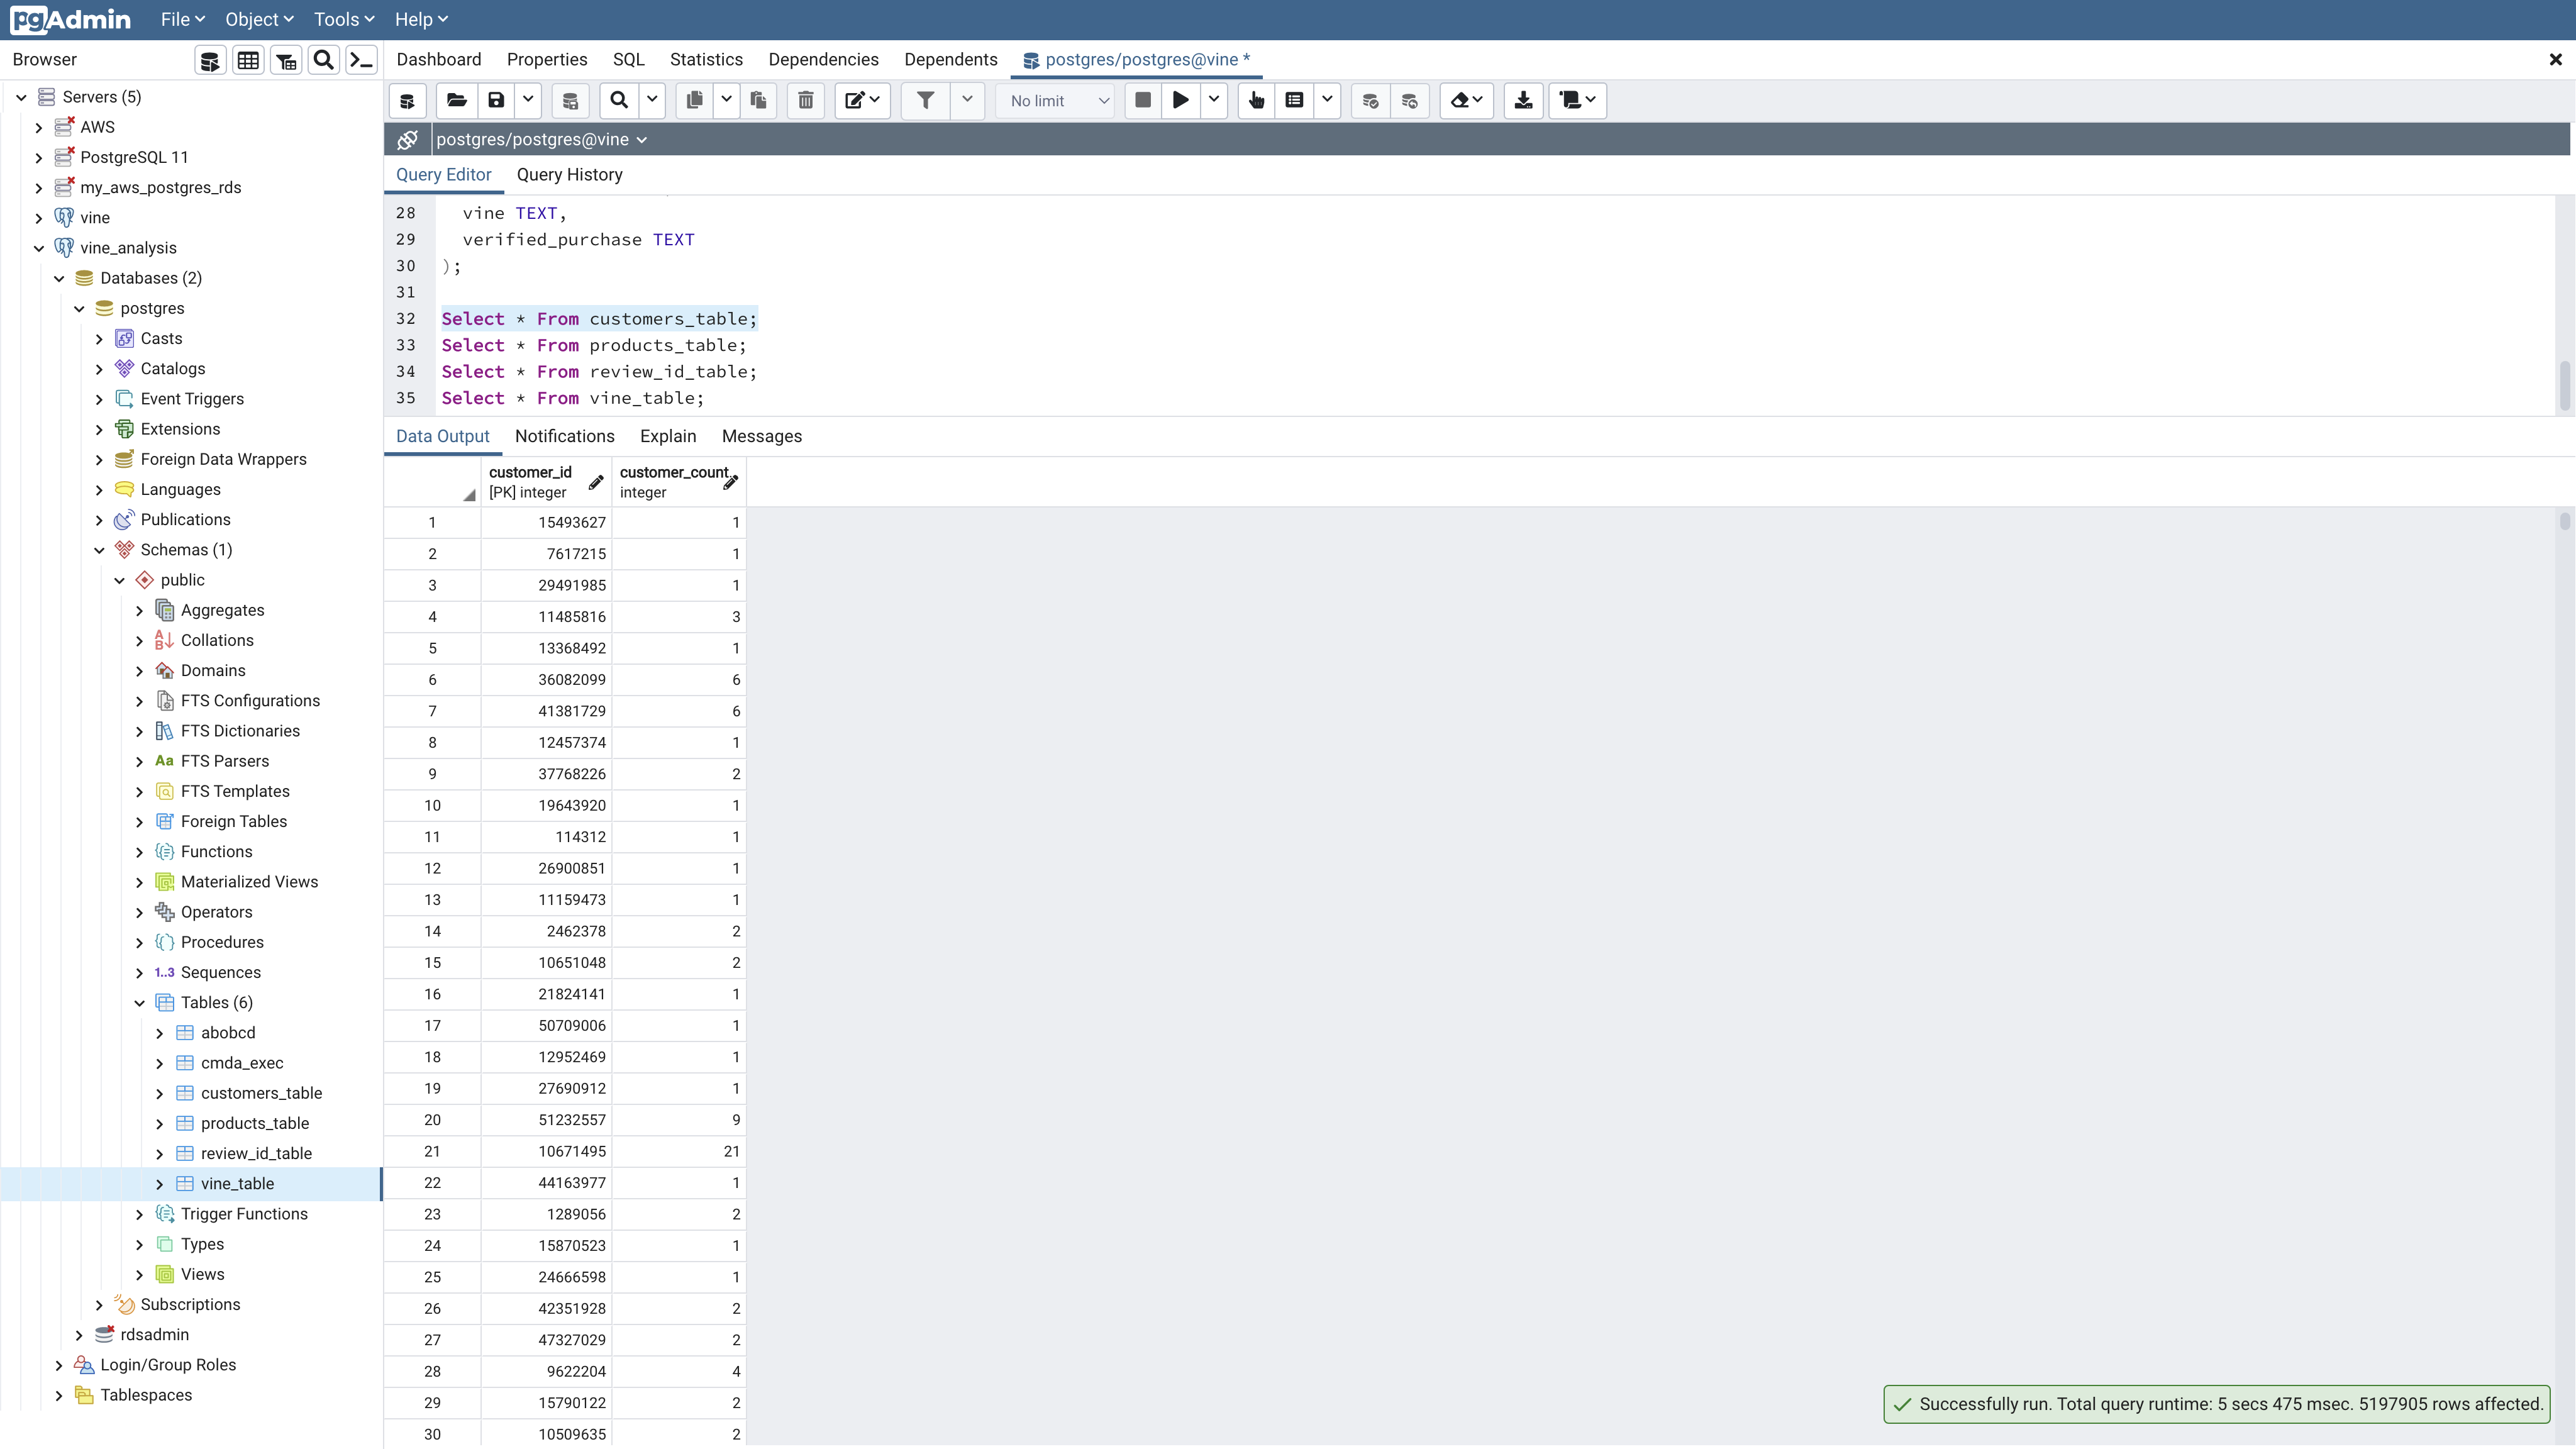 pgAdmin File Object Tools Help
Browser
Dashboard Properties SQL Statistics Dependencies Dependents postgres/postgres@vine *
No limit
postgres/postgres@vine
Query Editor Query History
28 vine TEXT,
29 verified_purchase TEXT
30 );
31
32 Select * From customers_table;
33 Select * From products_table;
34 Select * From review_id_table;
35 Select * From vine_table;
Data Output Notifications Explain Messages
customer_id customer_count
[PK] integer integer
1 15493627 1
2 7617215 1
3 29491985 1
4 11485816 3
5 13368492 1
6 36082099 6
7 41381729 6
8 12457374 1
9 37768226 2
10 19643920 1
11 114312 1
12 26900851 1
13 11159473 1
14 2462378 2
15 10651048 2
16 21824141 1
17 50709006 1
18 12952469 1
19 27690912 1
20 51232557 9
21 10671495 21
22 44163977 1
23 1289056 2
24 15870523 1
25 24666598 1
26 42351928 2
27 47327029 2
28 9622204 4
29 15790122 2
30 10509635 2
Servers (5)
AWS
PostgreSQL 11
my_aws_postgres_rds
vine
vine_analysis
Databases (2)
postgres
Casts
Catalogs
Event Triggers
Extensions
Foreign Data Wrappers
Languages
Publications
Schemas (1)
public
Aggregates
Collations
Domains
FTS Configurations
FTS Dictionaries
Aa FTS Parsers
FTS Templates
Foreign Tables
Functions
Materialized Views
Operators
Procedures
1..3 Sequences
Tables (6)
abobcd
cmda_exec
customers_table
products_table
review_id_table
vine_table
Trigger Functions
Types
Views
Subscriptions
rdsadmin
Login/Group Roles
Tablespaces
Successfully run. Total query runtime: 5 secs 475 msec. 5197905 rows affected.